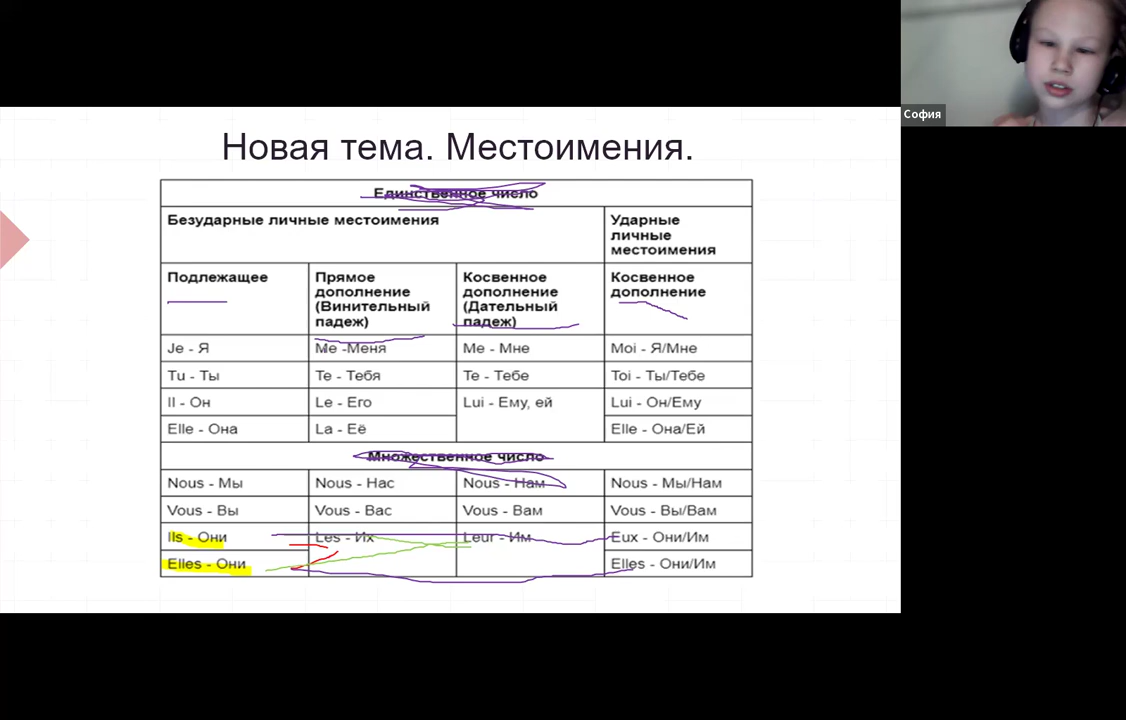 София
Новая тема. Местоимения.
Единственное число
Безударные личные местоимения
Ударные
личные
местоимения
Подлежащее
Прямое
дополнение
(Винительный
падеж)
Косвенное
дополнение
(Дательный
падеж)
Косвенное
дополнение
Je - Я
Me -Меня
Me - Мне
Moi - Я/Мне
Tu - Ты
Te - Тебя
Te - Тебе
Toi - Ты/Тебе
Il - Он
Le - Его
Lui - Ему, ей
Lui - Он/Ему
Elle - Она
La - Её
Elle - Она/Ей
Множественное число
Nous - Мы
Nous - Нас
Nous - Нам
Nous - Мы/Нам
Vous - Вы
Vous - Вас
Vous - Вам
Vous - Вы/Вам
Ils - Они
Les - Их
Leur - Им
Eux - Они/Им
Elles - Они
Elles - Они/Им